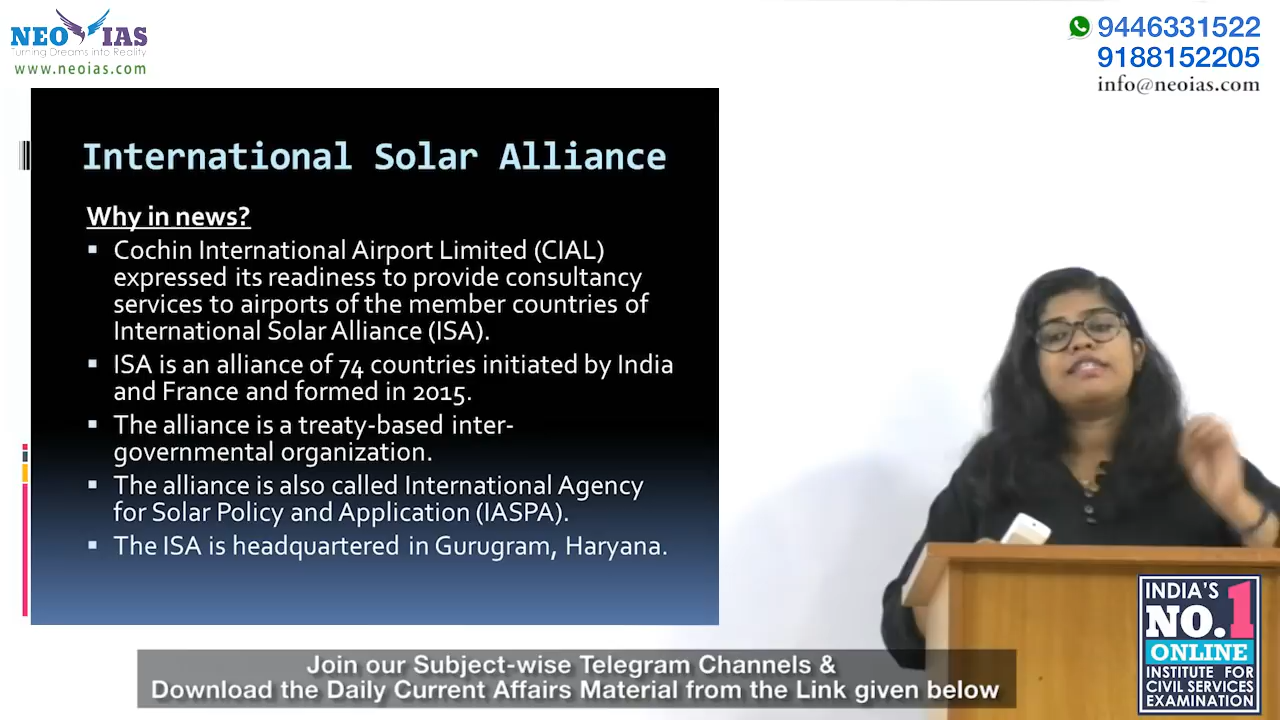 NEO IAS
Turning Dreams into Reality
www.neoias.com
9446331522
9188152205
info@neoias.com
International Solar Alliance
Why in news?
▪ Cochin International Airport Limited (CIAL)
expressed its readiness to provide consultancy
services to airports of the member countries of
International Solar Alliance (ISA).
▪ ISA is an alliance of 74 countries initiated by India
and France and formed in 2015.
▪ The alliance is a treaty-based inter-
governmental organization.
▪ The alliance is also called International Agency
for Solar Policy and Application (IASPA).
▪ The ISA is headquartered in Gurugram, Haryana.
INDIA'S
NO.1
ONLINE
INSTITUTE FOR
CIVIL SERVICES
EXAMINATION
Join our Subject-wise Telegram Channels &
Download the Daily Current Affairs Material from the Link given below